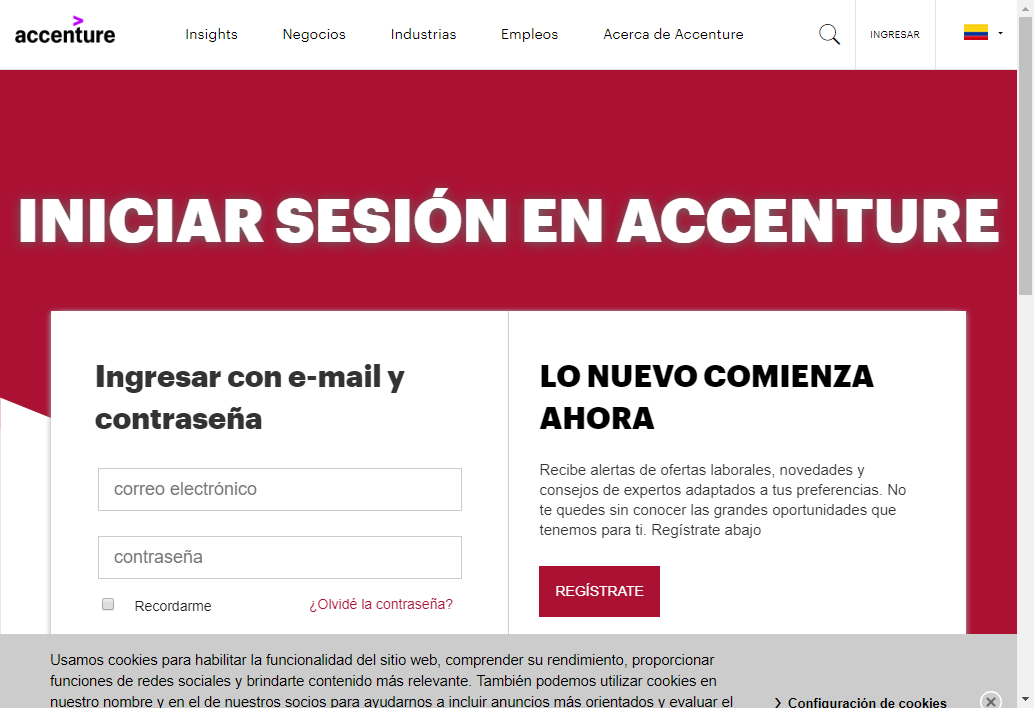 accenture
Insights
Negocios
Industrias
Empleos
Acerca de Accenture
INGRESAR
INICIAR SESIÓN EN ACCENTURE
Ingresar con e-mail y
contraseña
correo electrónico
contraseña
Recordarme
¿Olvidé la contraseña?
LO NUEVO COMIENZA
AHORA
Recibe alertas de ofertas laborales, novedades y
consejos de expertos adaptados a tus preferencias. No
te quedes sin conocer las grandes oportunidades que
tenemos para ti. Regístrate abajo
REGÍSTRATE
Usamos cookies para habilitar la funcionalidad del sitio web, comprender su rendimiento, proporcionar
funciones de redes sociales y brindarte contenido más relevante. También podemos utilizar cookies en
nuestro nombre y en el de nuestros socios para ayudarnos a incluir anuncios más orientados y evaluar el
Configuración de cookies